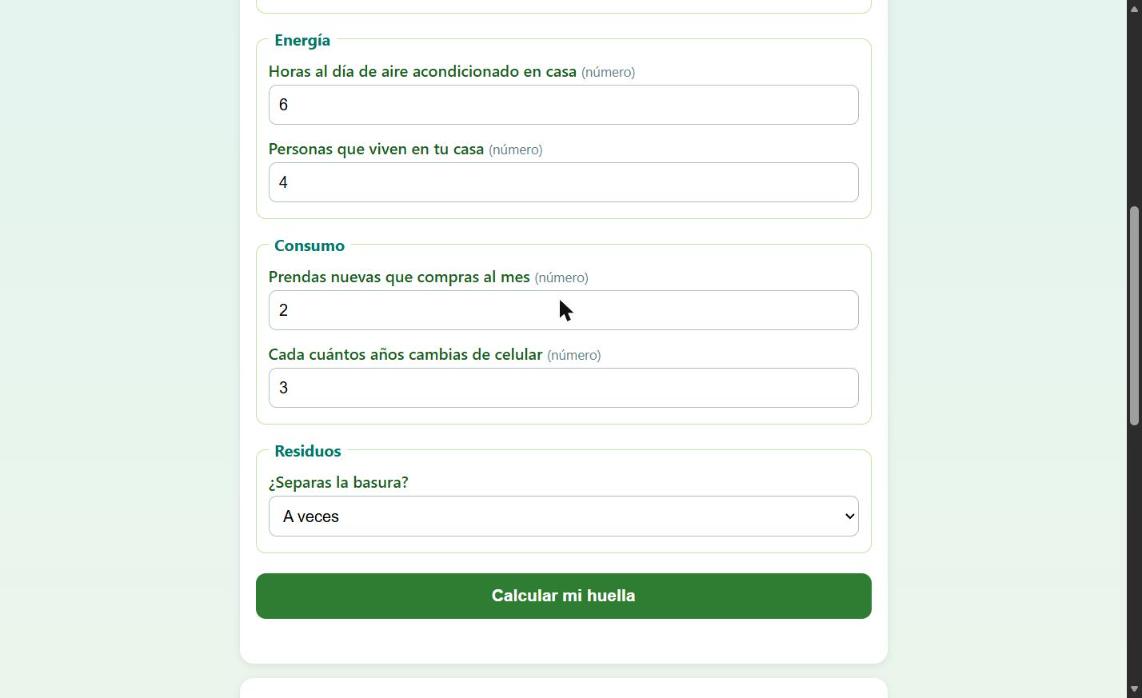 Energía
Horas al día de aire acondicionado en casa (número)
6
Personas que viven en tu casa (número)
4
Consumo
Prendas nuevas que compras al mes (número)
2
Cada cuántos años cambias de celular (número)
3
Residuos
¿Separas la basura?
A veces
Calcular mi huella